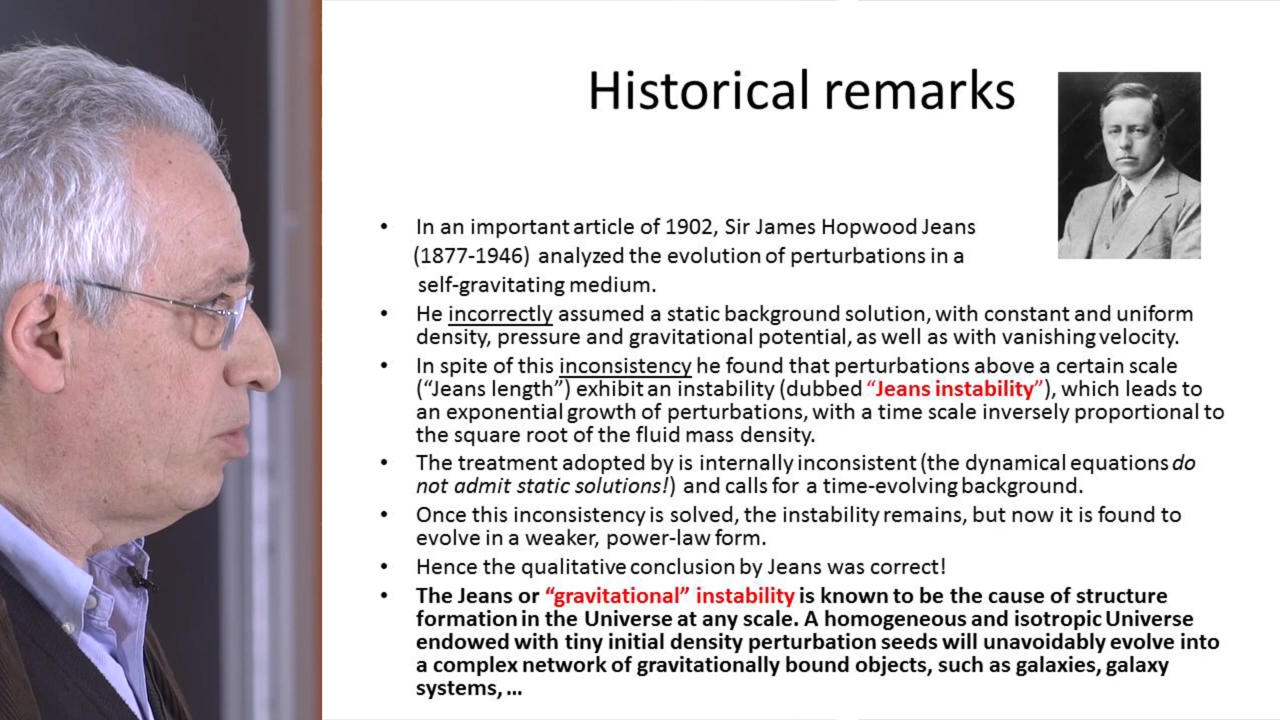 Historical remarks
• In an important article of 1902, Sir James Hopwood Jeans
(1877-1946) analyzed the evolution of perturbations in a
self-gravitating medium.
• He incorrectly assumed a static background solution, with constant and uniform
density, pressure and gravitational potential, as well as with vanishing velocity.
• In spite of this inconsistency he found that perturbations above a certain scale
(“Jeans length”) exhibit an instability (dubbed “Jeans instability”), which leads to
an exponential growth of perturbations, with a time scale inversely proportional to
the square root of the fluid mass density.
• The treatment adopted by is internally inconsistent (the dynamical equations do
not admit static solutions!) and calls for a time-evolving background.
• Once this inconsistency is solved, the instability remains, but now it is found to
evolve in a weaker, power-law form.
• Hence the qualitative conclusion by Jeans was correct!
• The Jeans or “gravitational” instability is known to be the cause of structure
formation in the Universe at any scale. A homogeneous and isotropic Universe
endowed with tiny initial density perturbation seeds will unavoidably evolve into
a complex network of gravitationally bound objects, such as galaxies, galaxy
systems, ...